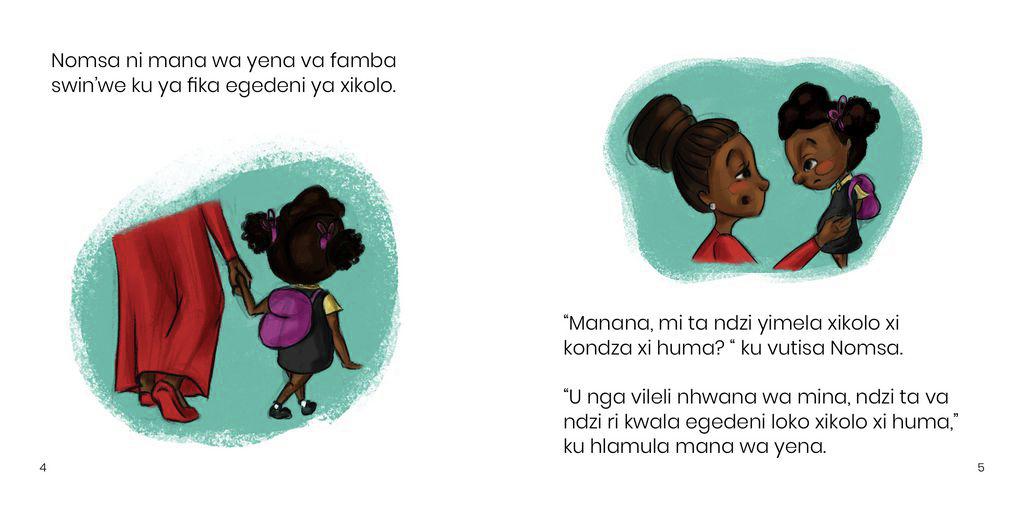 Nomsa ni mana wa yena va famba
swin’we ku ya fika egedeni ya xikolo.
4
“Manana, mi ta ndzi yimela xikolo xi
kondza xi huma? “ ku vutisa Nomsa.
“U nga vileli nhwana wa mina, ndzi ta va
ndzi ri kwala egedeni loko xikolo xi huma,”
ku hlamula mana wa yena.
5